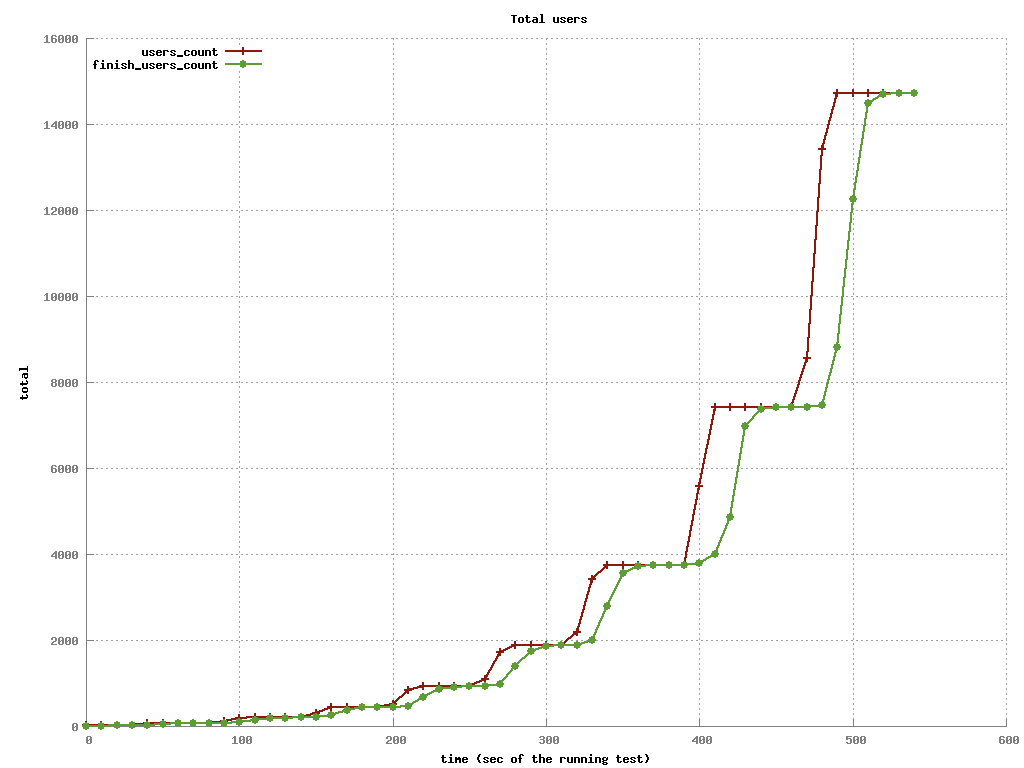 Total users
users_count
finish_users_count
16000
14000
12000
10000
8000
6000
4000
2000
0
total
0 100 200 300 400 500 600
time (sec of the running test)